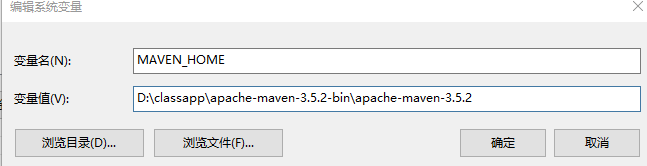 编辑系统变量
变量名(N): MAVEN_HOME
变量值(V): D:\classapp\apache-maven-3.5.2-bin\apache-maven-3.5.2
浏览目录(D)... 浏览文件(F)... 确定 取消